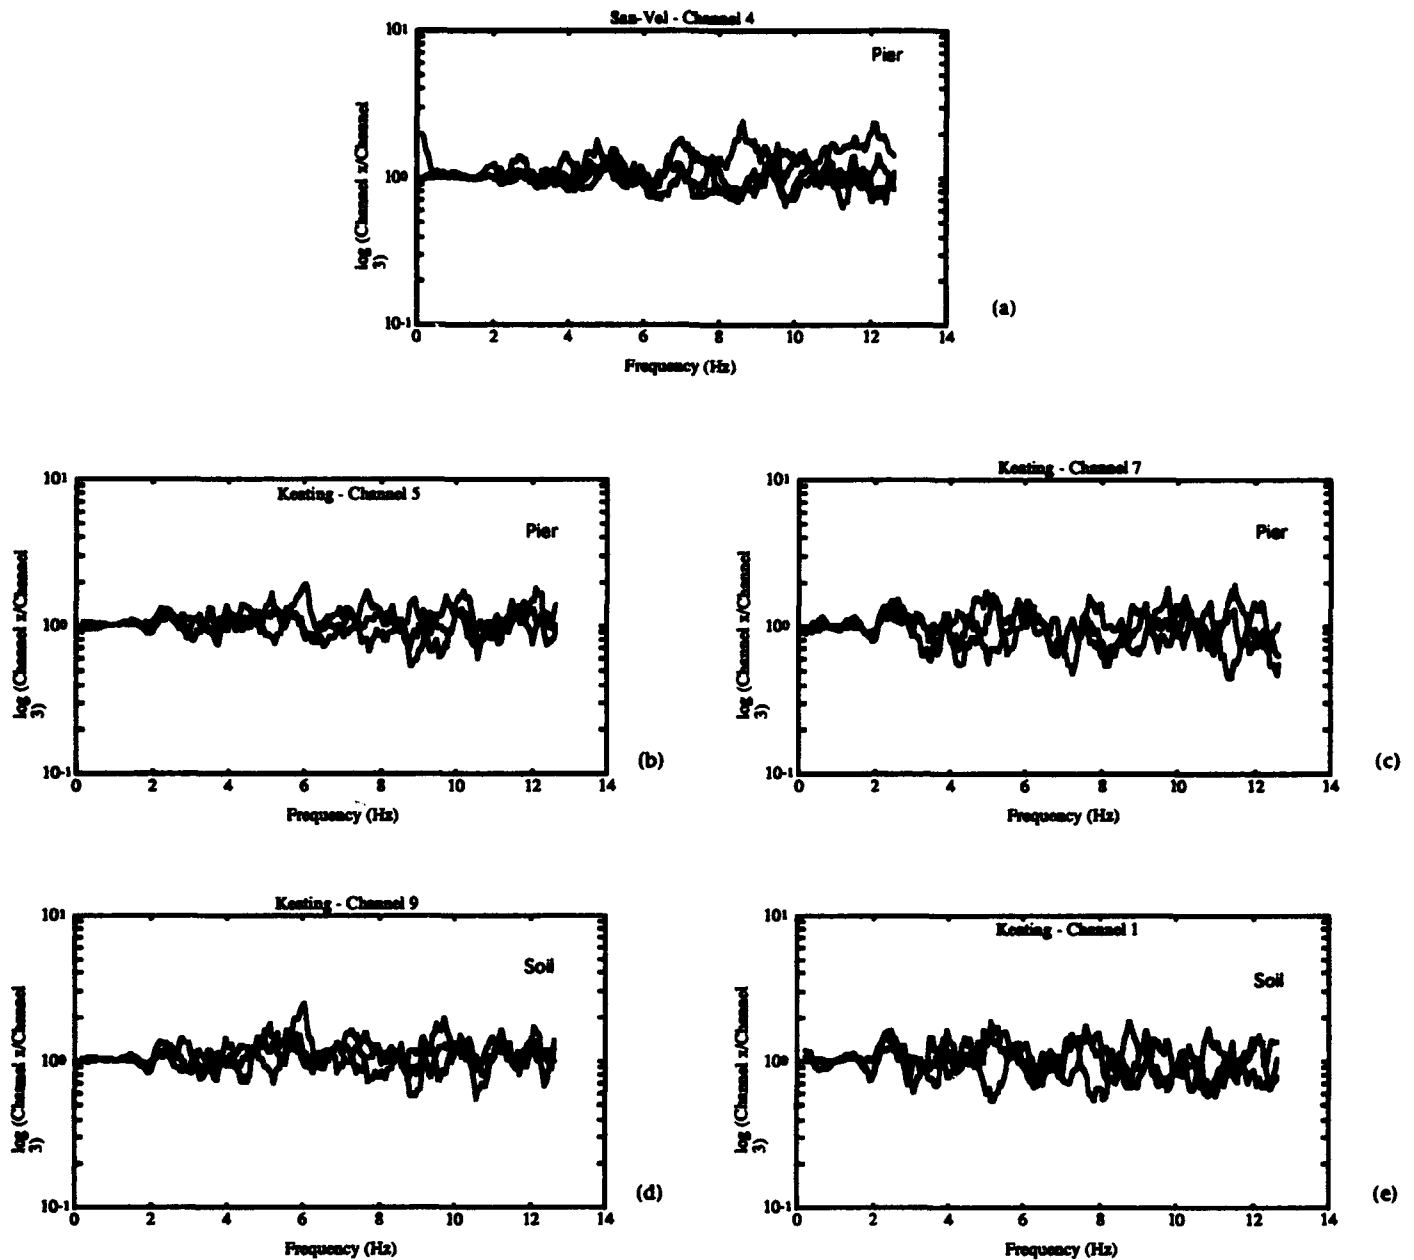 San-Vel - Channel 4
10¹
Pier
log (Channel x/Channel
3)
10⁰
10-1
0 2 4 6 8 10 12 14
Frequency (Hz)
(a)
Keating - Channel 5
10¹
Pier
log (Channel x/Channel
3)
10⁰
10-1
0 2 4 6 8 10 12 14
Frequency (Hz)
(b)
Keating - Channel 7
10¹
Pier
log (Channel x/Channel
3)
10⁰
10-1
0 2 4 6 8 10 12 14
Frequency (Hz)
(c)
Keating - Channel 9
10¹
Soil
log (Channel x/Channel
3)
10⁰
10-1
0 2 4 6 8 10 12 14
Frequency (Hz)
(d)
Keating - Channel 1
10¹
Soil
log (Channel x/Channel
3)
10⁰
10-1
0 2 4 6 8 10 12 14
Frequency (Hz)
(e)